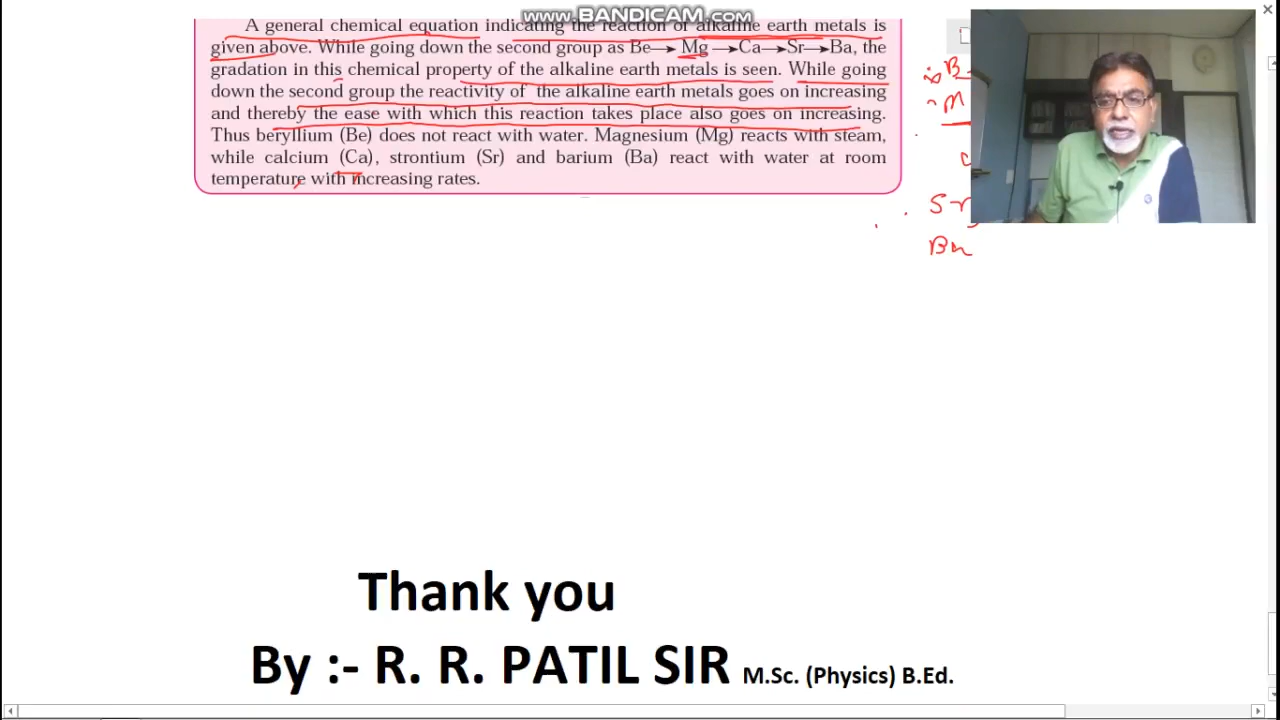 www.BANDICAM.com
A general chemical equation indicating the reaction of alkaline earth metals is
given above. While going down the second group as Be→ Mg →Ca→Sr→Ba, the
gradation in this chemical property of the alkaline earth metals is seen. While going
down the second group the reactivity of the alkaline earth metals goes on increasing
and thereby the ease with which this reaction takes place also goes on increasing.
Thus beryllium (Be) does not react with water. Magnesium (Mg) reacts with steam,
while calcium (Ca), strontium (Sr) and barium (Ba) react with water at room
temperature with increasing rates.
B
M
Sr
Ba
Thank you
By :- R. R. PATIL SIR M.Sc. (Physics) B.Ed.